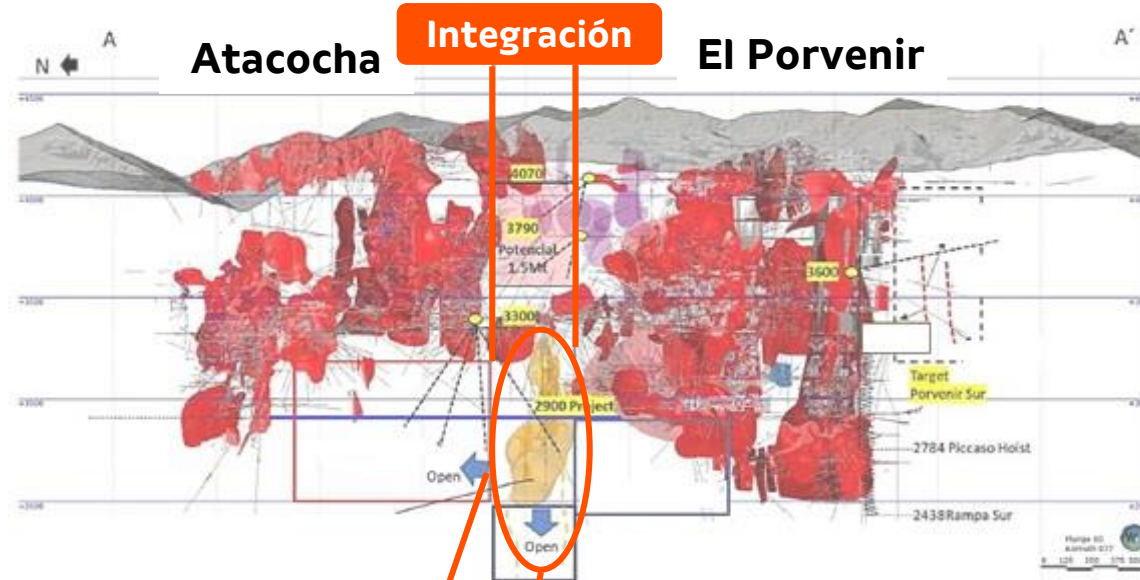 Integración
A
A´
Atacocha
El Porvenir
N
4070
3790
Potencial
1.5Mt
3600
3300
Target
Porvenir Sur
2900 Project
2784 Piccaso Hoist
Open
2438 Rampa Sur
Open